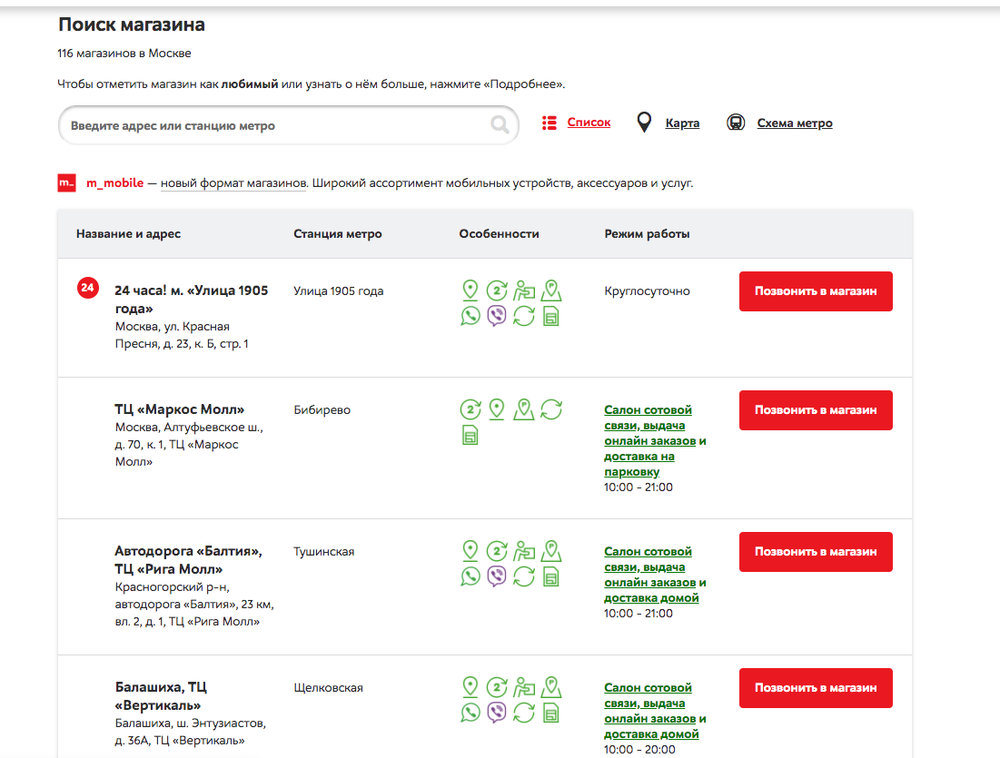 Поиск магазина
116 магазинов в Москве
Чтобы отметить магазин как любимый или узнать о нём больше, нажмите «Подробнее».
Введите адрес или станцию метро
Список
Карта
Схема метро
m_ m_mobile — новый формат магазинов. Широкий ассортимент мобильных устройств, аксессуаров и услуг.
Название и адрес
Станция метро
Особенности
Режим работы
24
24 часа! м. «Улица 1905
года»
Москва, ул. Красная
Пресня, д. 23, к. Б, стр. 1
Улица 1905 года
2
P
Круглосуточно
Позвонить в магазин
ТЦ «Маркос Молл»
Москва, Алтуфьевское ш.,
д. 70, к. 1, ТЦ «Маркос
Молл»
Бибирево
2
P
Салон сотовой
связи, выдача
онлайн заказов и
доставка на
парковку
10:00 - 21:00
Позвонить в магазин
Автодорога «Балтия»,
ТЦ «Рига Молл»
Красногорский р-н,
автодорога «Балтия», 23 км,
вл. 2, д. 1, ТЦ «Рига Молл»
Тушинская
2
P
Салон сотовой
связи, выдача
онлайн заказов и
доставка домой
10:00 - 21:00
Позвонить в магазин
Балашиха, ТЦ
«Вертикаль»
Балашиха, ш. Энтузиастов,
д. 36А, ТЦ «Вертикаль»
Щелковская
2
P
Салон сотовой
связи, выдача
онлайн заказов и
доставка домой
10:00 - 20:00
Позвонить в магазин